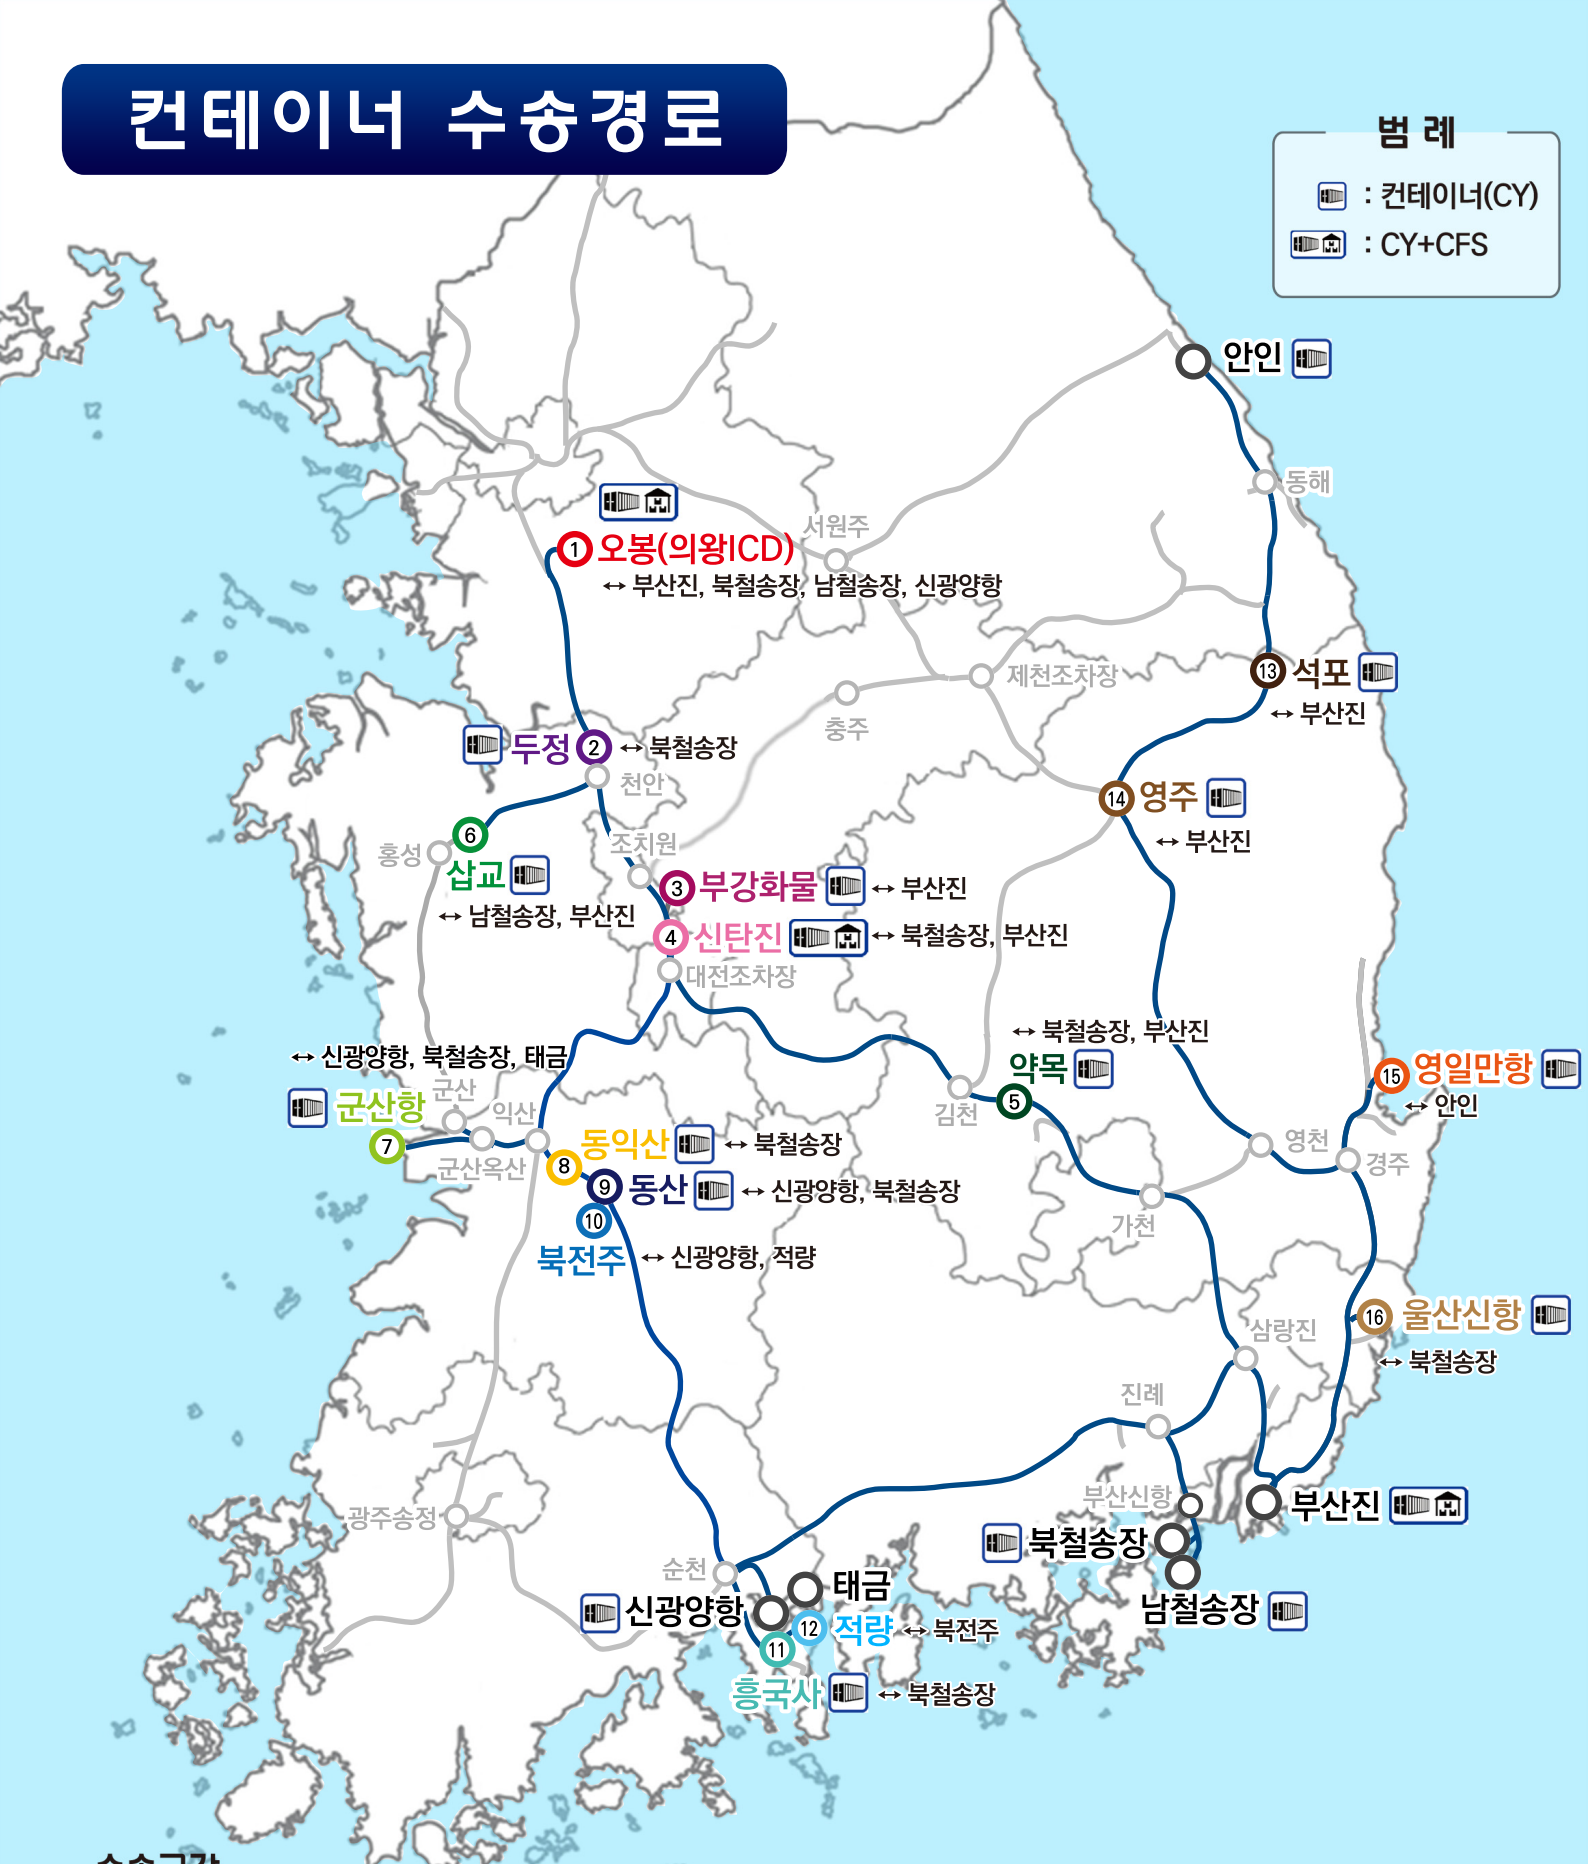 컨테이너 수송경로
범 례
: 컨테이너(CY)
: CY+CFS
안인
동해
서원주
1 오봉(의왕ICD)
↔ 부산진, 북철송장, 남철송장, 신광양항
제천조차장
13 석포
↔ 부산진
충주
두정 2 ↔ 북철송장
천안
14 영주
↔ 부산진
6
조치원
홍성
삽교
↔ 남철송장, 부산진
3 부강화물 ↔ 부산진
4 신탄진 ↔ 북철송장, 부산진
대전조차장
↔ 북철송장, 부산진
약목
5
김천
↔ 신광양항, 북철송장, 태금
군산
군산항
익산
7
군산옥산
15 영일만항
↔ 안인
영천
경주
8 동익산 ↔ 북철송장
9 동산 ↔ 신광양항, 북철송장
10
북전주 ↔ 신광양항, 적량
가천
16 울산신항
↔ 북철송장
삼랑진
진례
부산신항
부산진
광주송정
북철송장
순천
태금
신광양항
남철송장
12 적량 ↔ 북전주
11
흥국사 ↔ 북철송장